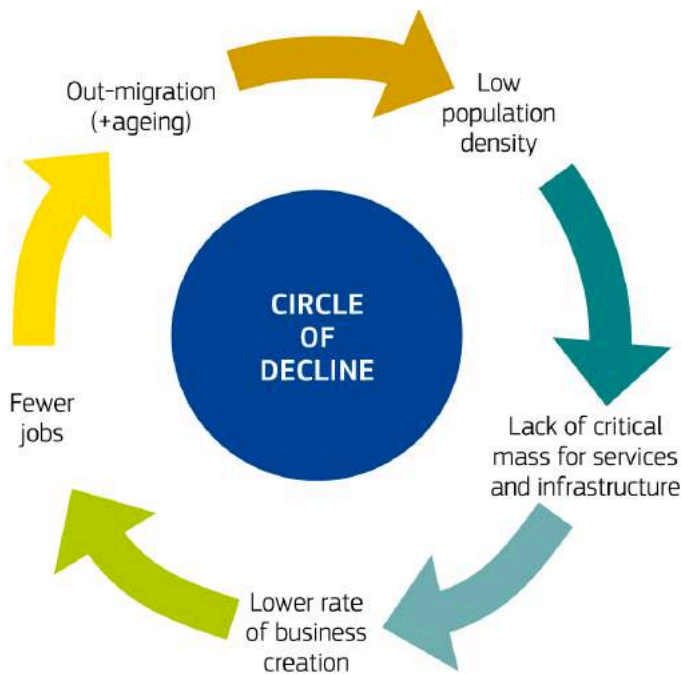 Out-migration
(+ageing)
Low
population
density
CIRCLE
OF
DECLINE
Fewer
jobs
Lack of critical
mass for services
and infrastructure
Lower rate
of business
creation